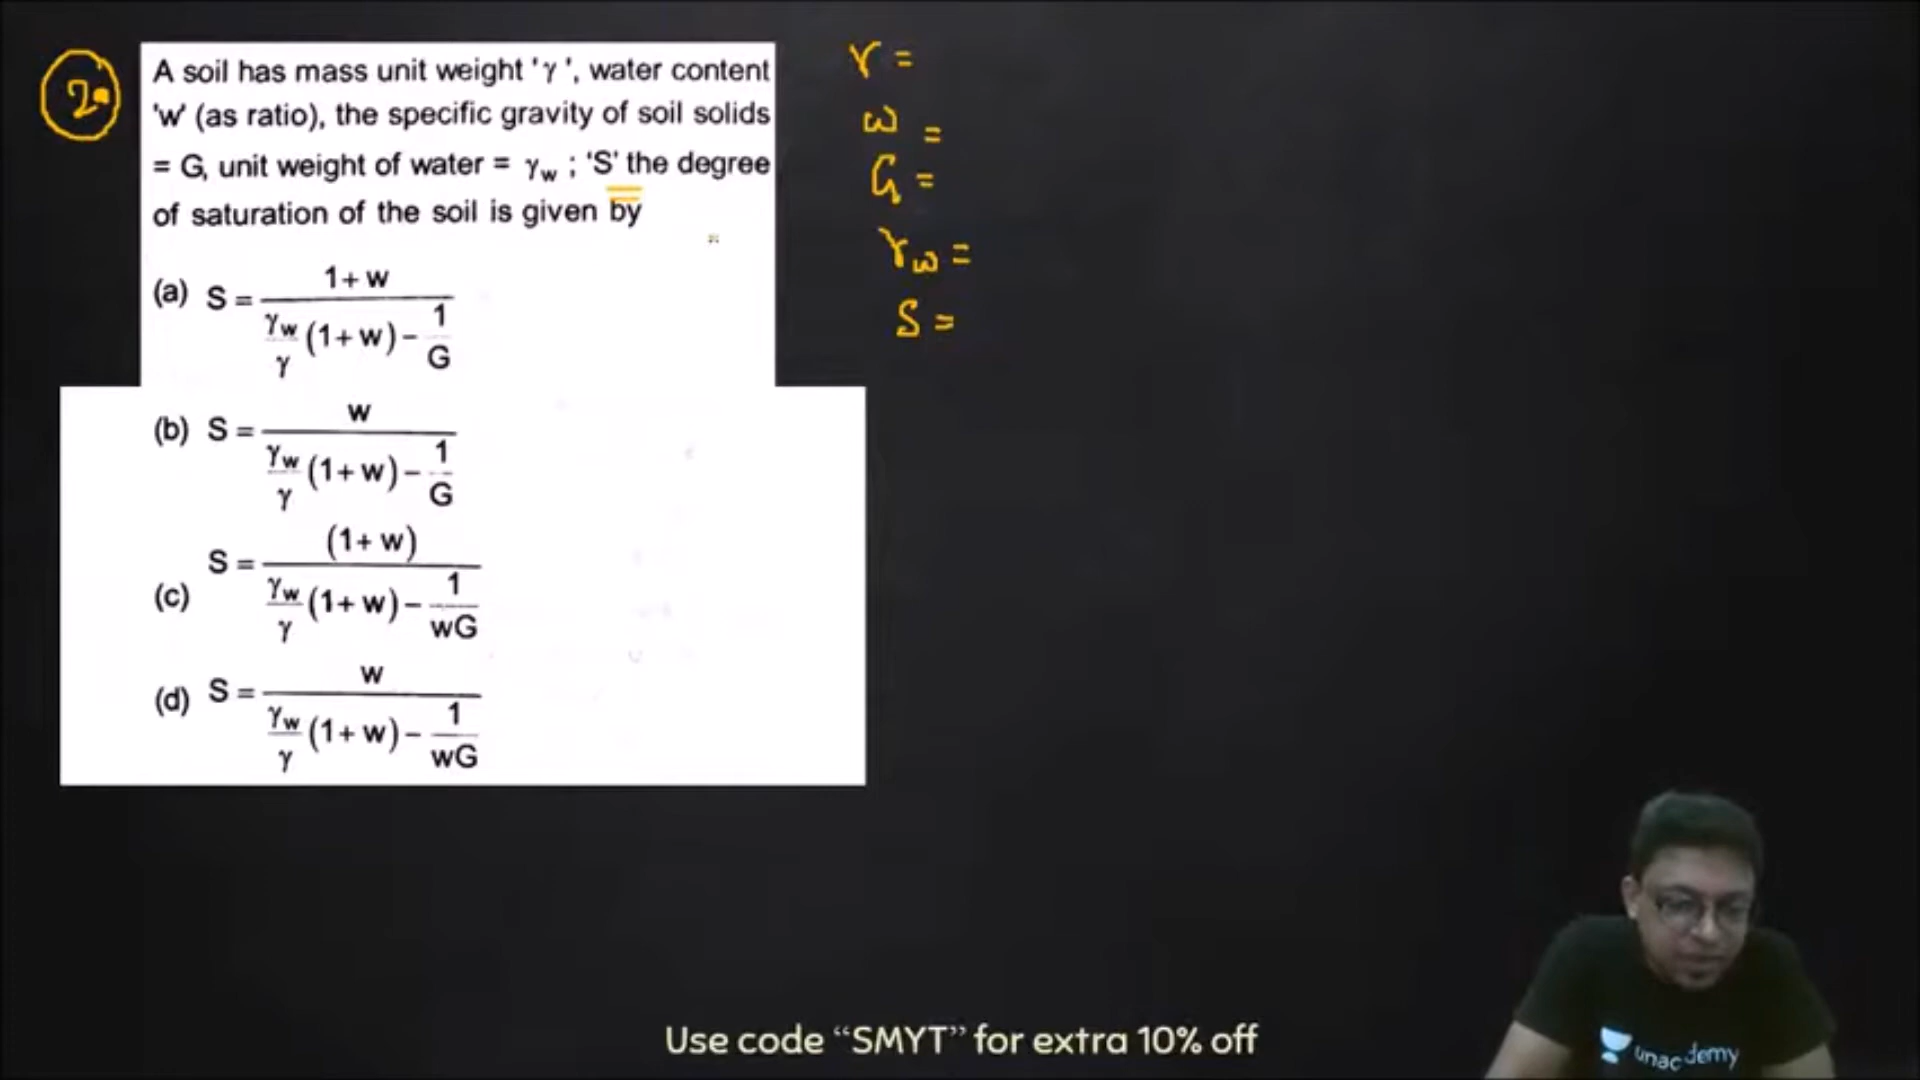 2.
A soil has mass unit weight 'γ', water content
'w' (as ratio), the specific gravity of soil solids
= G, unit weight of water = γw ; 'S' the degree
of saturation of the soil is given by
(a) S = (1+w) / (γw/γ (1+w) − 1/G)
(b) S = w / (γw/γ (1+w) − 1/G)
(c) S = (1+w) / (γw/γ (1+w) − 1/wG)
(d) S = w / (γw/γ (1+w) − 1/wG)
γ =
ω =
G =
γω =
S =
unacademy
Use code “SMYT” for extra 10% off